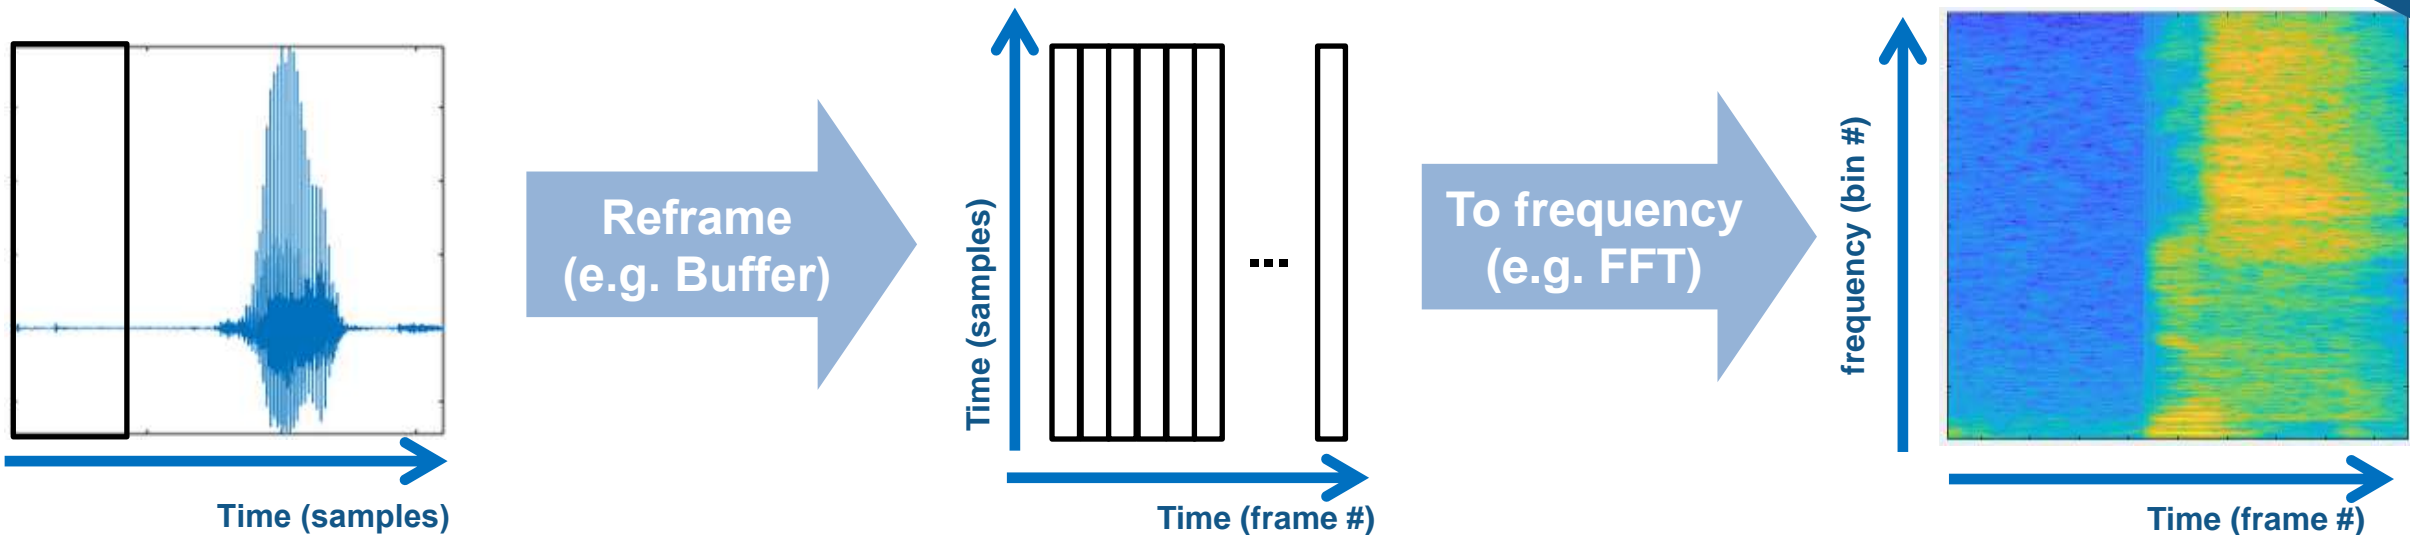 Time (samples)
Reframe
(e.g. Buffer)
Time (samples)
...
Time (frame #)
To frequency
(e.g. FFT)
frequency (bin #)
Time (frame #)